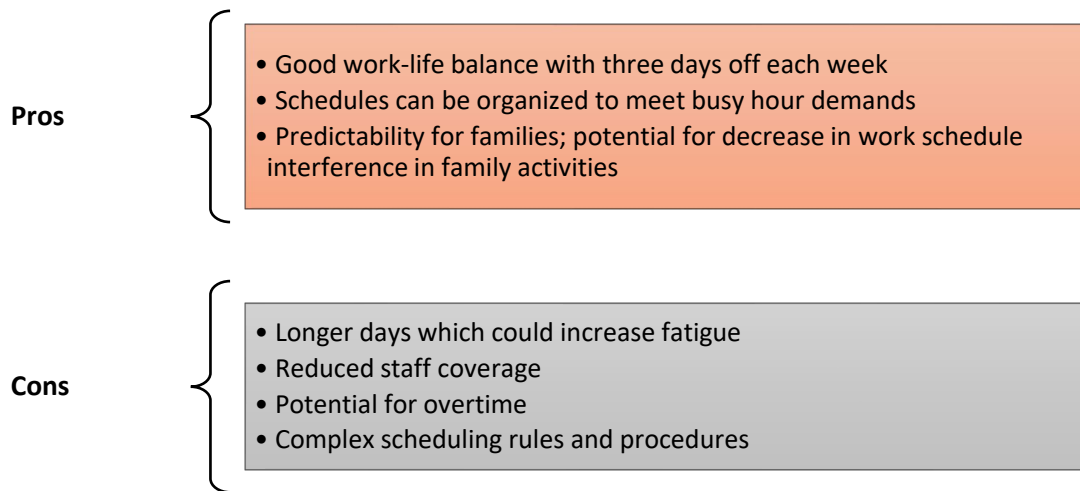 Pros
• Good work-life balance with three days off each week
• Schedules can be organized to meet busy hour demands
• Predictability for families; potential for decrease in work schedule
interference in family activities
Cons
• Longer days which could increase fatigue
• Reduced staff coverage
• Potential for overtime
• Complex scheduling rules and procedures